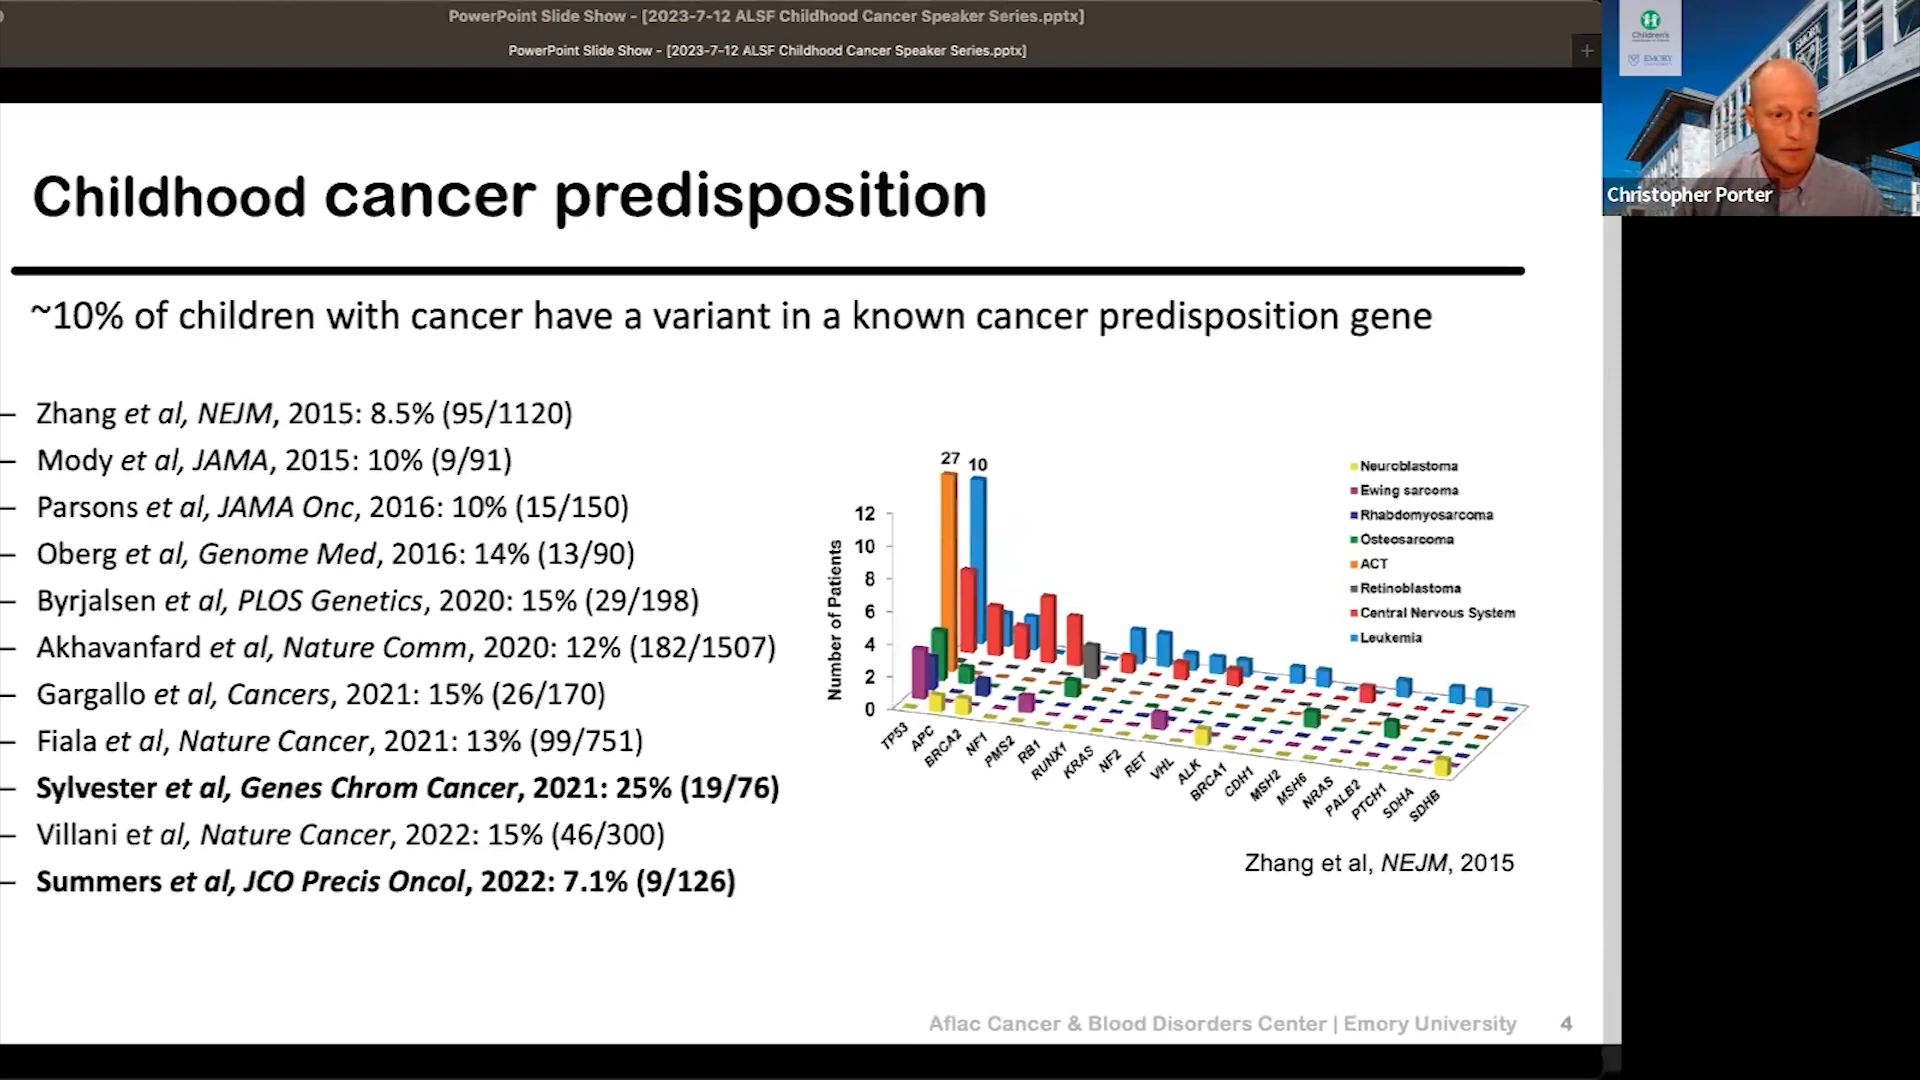 PowerPoint Slide Show - [2023-7-12 ALSF Childhood Cancer Speaker Series.pptx]
PowerPoint Slide Show - [2023-7-12 ALSF Childhood Cancer Speaker Series.pptx]
+
Children's
EMORY
EMORY
Christopher Porter
Childhood cancer predisposition
~10% of children with cancer have a variant in a known cancer predisposition gene
– Zhang et al, NEJM, 2015: 8.5% (95/1120)
– Mody et al, JAMA, 2015: 10% (9/91)
– Parsons et al, JAMA Onc, 2016: 10% (15/150)
– Oberg et al, Genome Med, 2016: 14% (13/90)
– Byrjalsen et al, PLOS Genetics, 2020: 15% (29/198)
– Akhavanfard et al, Nature Comm, 2020: 12% (182/1507)
– Gargallo et al, Cancers, 2021: 15% (26/170)
– Fiala et al, Nature Cancer, 2021: 13% (99/751)
– Sylvester et al, Genes Chrom Cancer, 2021: 25% (19/76)
– Villani et al, Nature Cancer, 2022: 15% (46/300)
– Summers et al, JCO Precis Oncol, 2022: 7.1% (9/126)
27 10
Number of Patients
12
10
8
6
4
2
0
TP53
APC
BRCA2
NF1
PMS2
RB1
RUNX1
KRAS
NF2
RET
VHL
ALK
BRCA1
CDH1
MSH2
MSH6
NRAS
PALB2
PTCH1
SDHA
SDHB
Neuroblastoma
Ewing sarcoma
Rhabdomyosarcoma
Osteosarcoma
ACT
Retinoblastoma
Central Nervous System
Leukemia
Zhang et al, NEJM, 2015
Aflac Cancer & Blood Disorders Center | Emory University 4